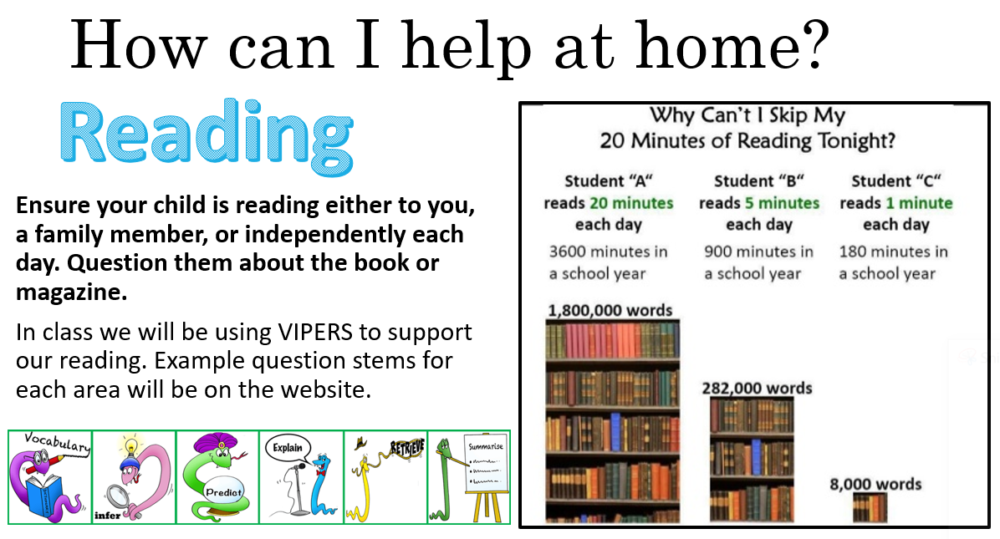 How can I help at home?
Reading
Ensure your child is reading either to you,
a family member, or independently each
day. Question them about the book or
magazine.
In class we will be using VIPERS to support
our reading. Example question stems for
each area will be on the website.
Vocabulary
infer
Predict
Explain
RETRIEVE
Summarise
Why Can't I Skip My
20 Minutes of Reading Tonight?
Student “A“
reads 20 minutes
each day
3600 minutes in
a school year
1,800,000 words
Student “B“
reads 5 minutes
each day
900 minutes in
a school year
282,000 words
Student “C“
reads 1 minute
each day
180 minutes in
a school year
8,000 words